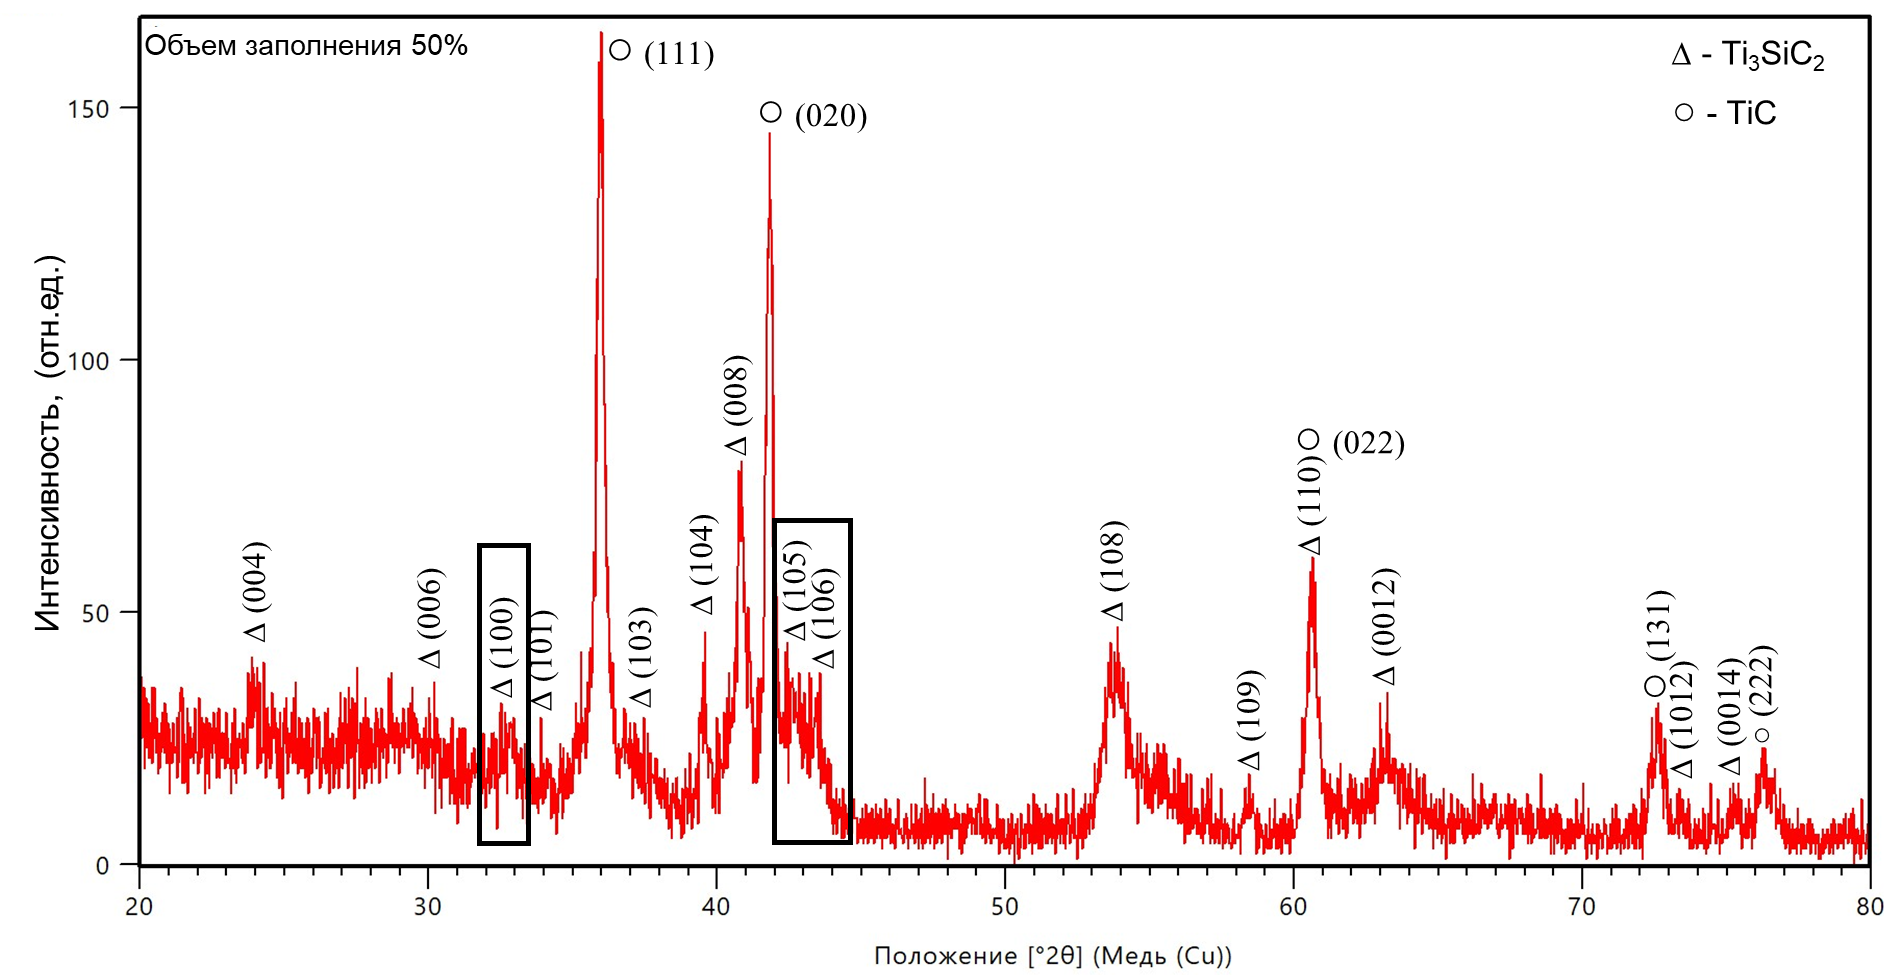 Объем заполнения 50%
Δ - Ti₃SiC₂
○ - TiC
○ (111)
○ (020)
Δ (004)
Δ (006)
Δ (100)
Δ (101)
Δ (103)
Δ (104)
Δ (008)
Δ (105)
Δ (106)
Δ (108)
Δ (109)
○ (022)
Δ (110)
Δ (0012)
○ (131)
Δ (1012)
Δ (0014)
○ (222)
Интенсивность, (отн.ед.)
150
100
50
0
20 30 40 50 60 70 80
Положение [°2θ] (Медь (Cu))